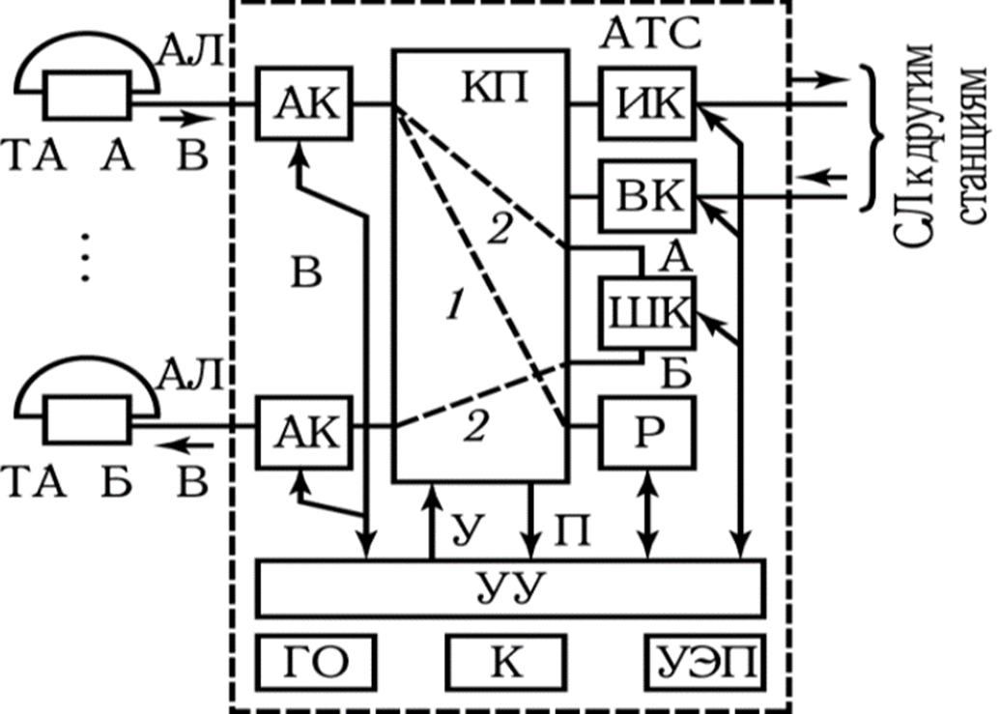 АТС
АЛ
АК
КП
ИК
ТА А В
ВК
СЛ к другим
станциям
...
В
2
1
А
ШК
Б
АЛ
АК
2
Р
ТА Б В
У
П
УУ
ГО
К
УЭП